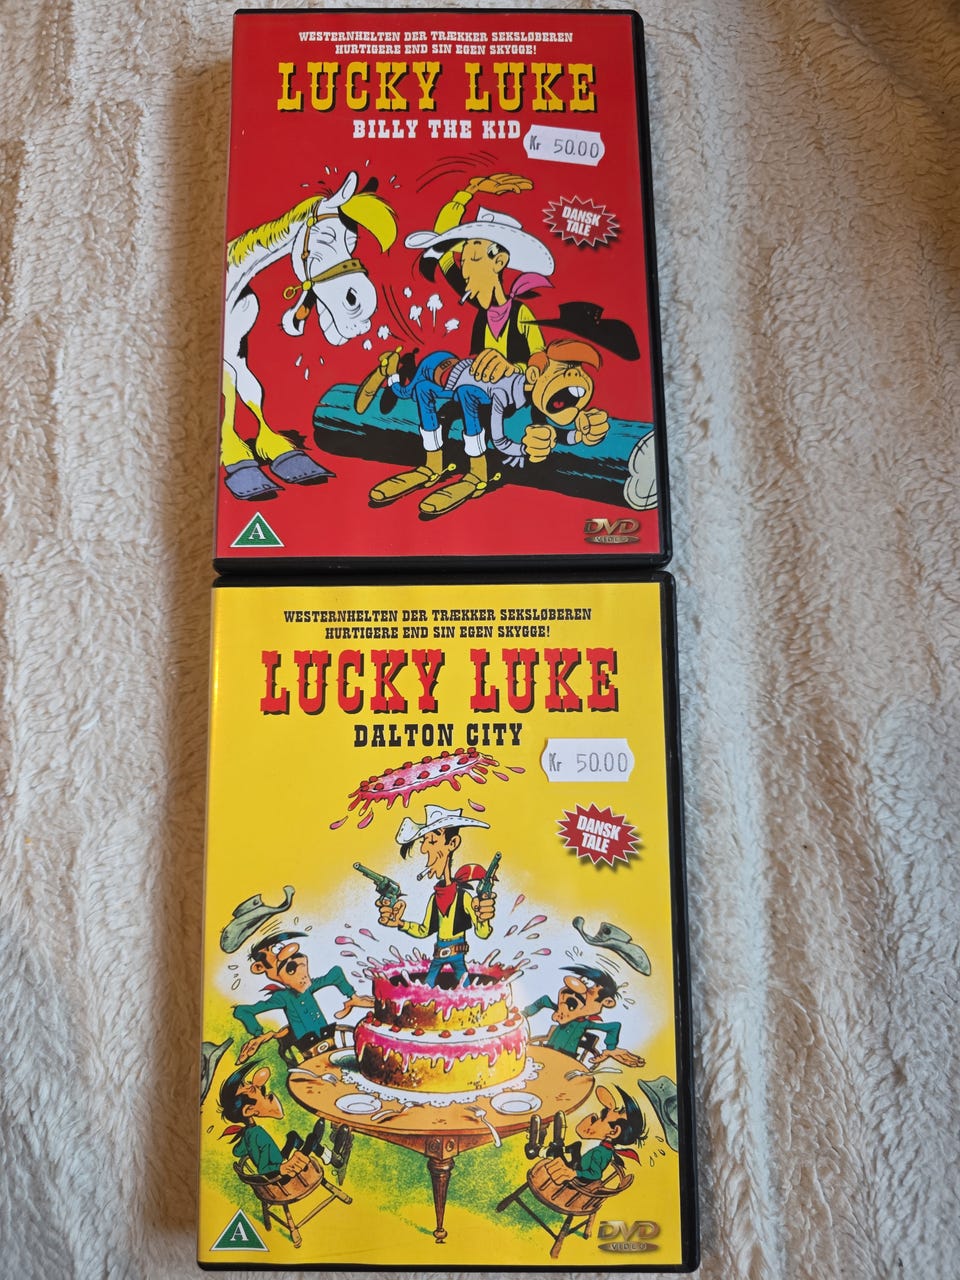 WESTERNHELTEN DER TRÆKKER SEKSLØBEREN
HURTIGERE END SIN EGEN SKYGGE!
LUCKY LUKE
BILLY THE KID
Kr 50.00
DANSK
TALE
A
DVD
VIDEO
WESTERNHELTEN DER TRÆKKER SEKSLØBEREN
HURTIGERE END SIN EGEN SKYGGE!
LUCKY LUKE
DALTON CITY
Kr 50.00
DANSK
TALE
A
DVD
VIDEO